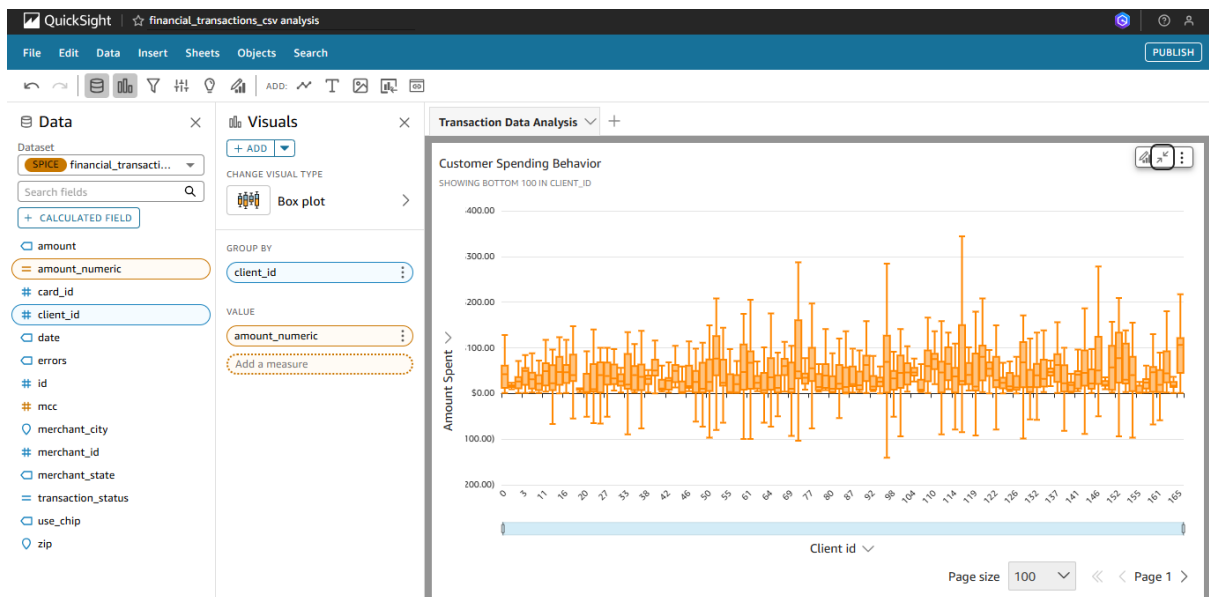 QuickSight financial_transactions_csv analysis
File Edit Data Insert Sheets Objects Search PUBLISH
ADD: T
Data
Dataset
SPICE financial_transacti...
Search fields
+ CALCULATED FIELD
amount
amount_numeric
card_id
client_id
date
errors
id
mcc
merchant_city
merchant_id
merchant_state
transaction_status
use_chip
zip
Visuals
+ ADD
CHANGE VISUAL TYPE
Box plot
GROUP BY
client_id
VALUE
amount_numeric
Add a measure
Transaction Data Analysis +
Customer Spending Behavior
SHOWING BOTTOM 100 IN CLIENT_ID
400.00
300.00
200.00
100.00
$0.00
100.00)
200.00)
Amount Spent
0 3 11 16 20 27 33 38 42 46 50 55 61 64 69 77 80 87 92 98 104 110 114 119 122 126 132 137 141 146 152 155 161 165
Client id
Page size 100 Page 1